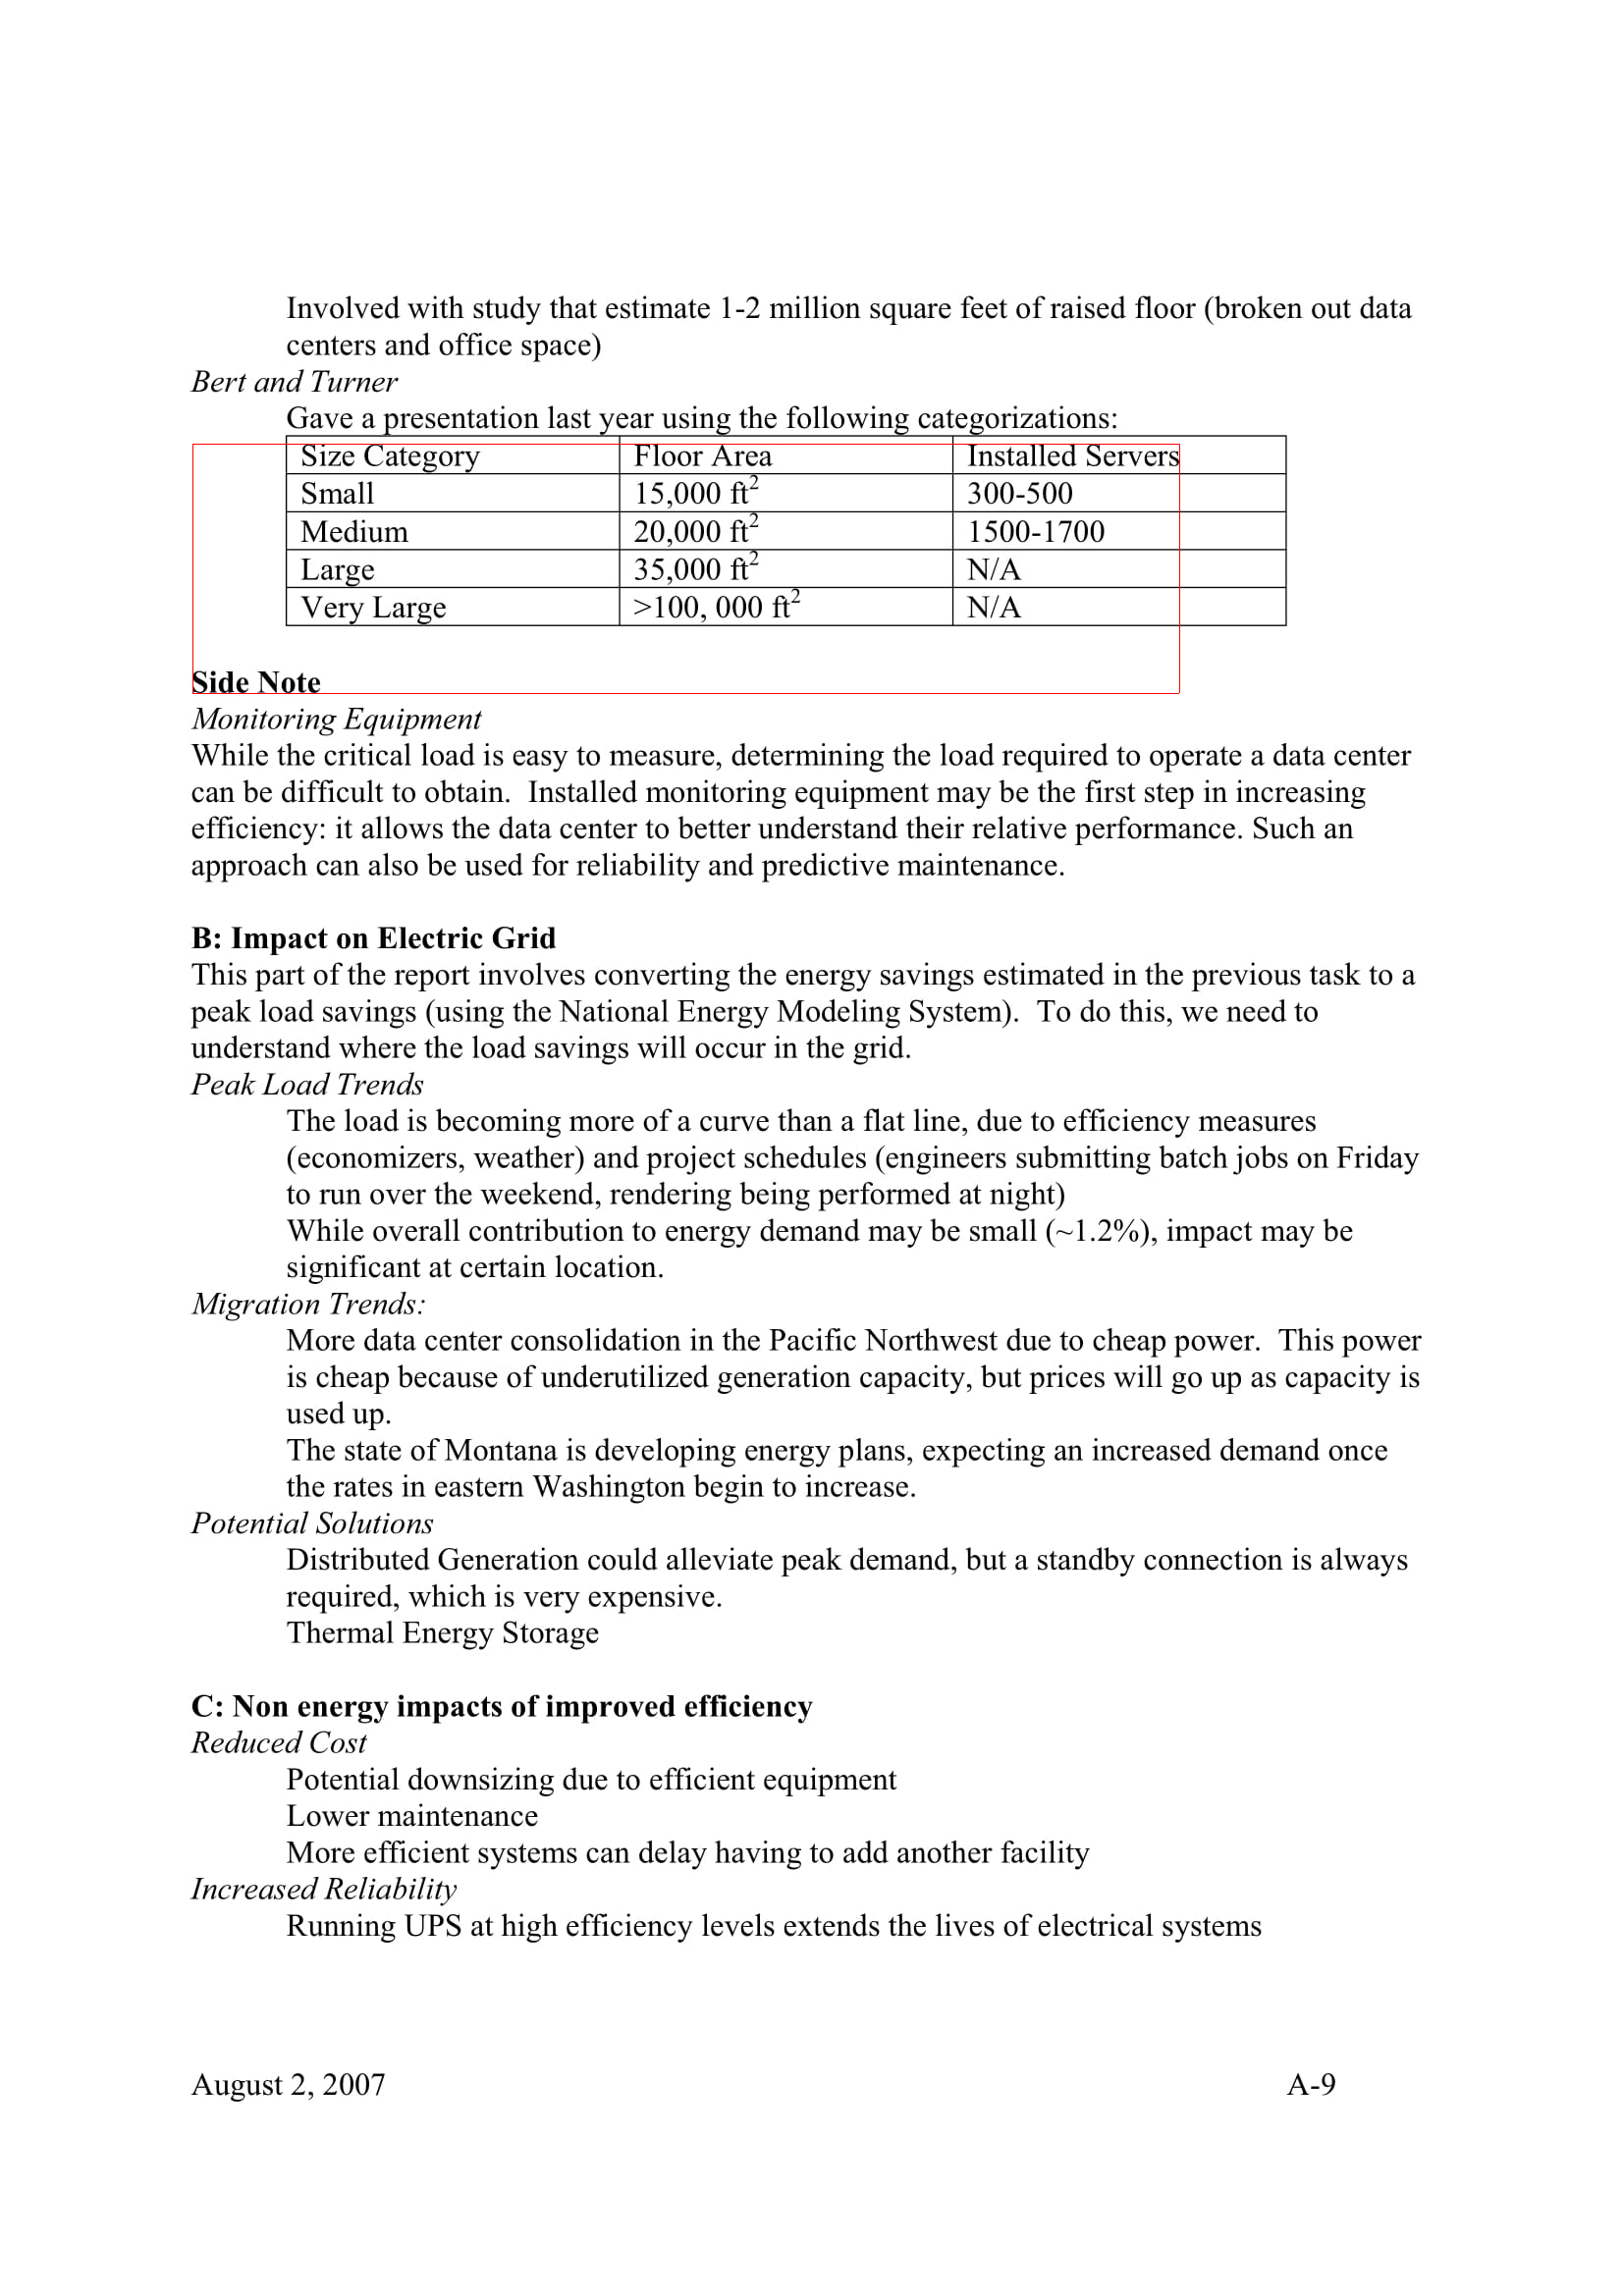 Involved with study that estimate 1-2 million square feet of raised floor (broken out data
centers and office space)
Bert and Turner
Gave a presentation last year using the following categorizations:
Size Category Floor Area Installed Servers
Small 15,000 ft² 300-500
Medium 20,000 ft² 1500-1700
Large 35,000 ft² N/A
Very Large >100, 000 ft² N/A
Side Note
Monitoring Equipment
While the critical load is easy to measure, determining the load required to operate a data center
can be difficult to obtain.  Installed monitoring equipment may be the first step in increasing
efficiency: it allows the data center to better understand their relative performance. Such an
approach can also be used for reliability and predictive maintenance.
B: Impact on Electric Grid
This part of the report involves converting the energy savings estimated in the previous task to a
peak load savings (using the National Energy Modeling System).  To do this, we need to
understand where the load savings will occur in the grid.
Peak Load Trends
The load is becoming more of a curve than a flat line, due to efficiency measures
(economizers, weather) and project schedules (engineers submitting batch jobs on Friday
to run over the weekend, rendering being performed at night)
While overall contribution to energy demand may be small (~1.2%), impact may be
significant at certain location.
Migration Trends:
More data center consolidation in the Pacific Northwest due to cheap power.  This power
is cheap because of underutilized generation capacity, but prices will go up as capacity is
used up.
The state of Montana is developing energy plans, expecting an increased demand once
the rates in eastern Washington begin to increase.
Potential Solutions
Distributed Generation could alleviate peak demand, but a standby connection is always
required, which is very expensive.
Thermal Energy Storage
C: Non energy impacts of improved efficiency
Reduced Cost
Potential downsizing due to efficient equipment
Lower maintenance
More efficient systems can delay having to add another facility
Increased Reliability
Running UPS at high efficiency levels extends the lives of electrical systems
August 2, 2007 A-9